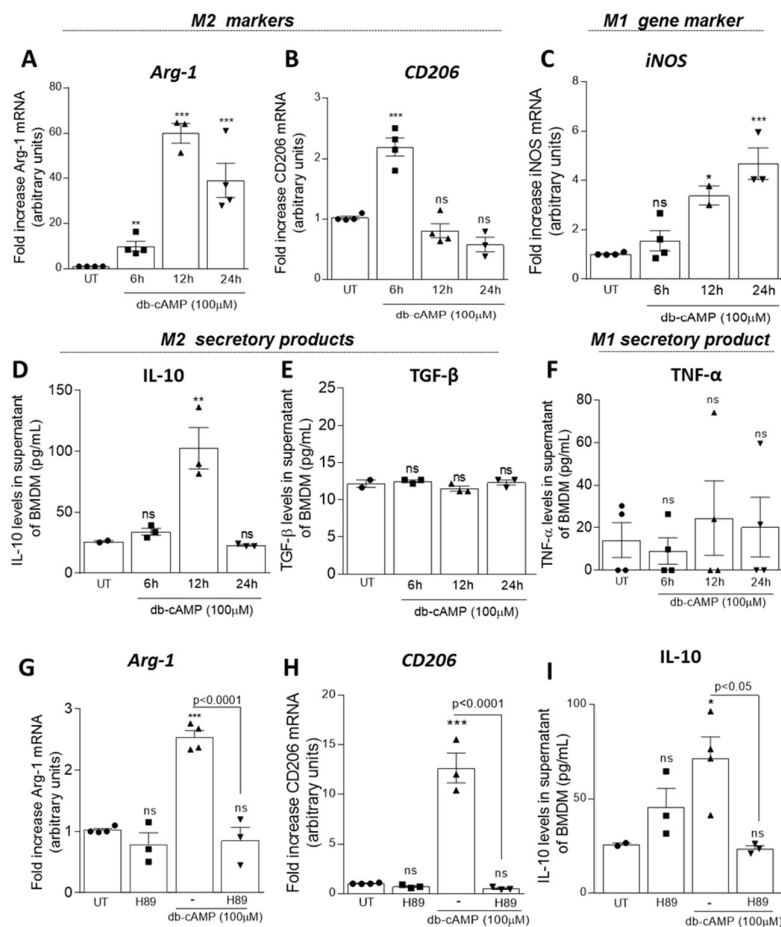 M2 markers
M1 gene marker
A
Arg-1
Fold increase Arg-1 mRNA
(arbitrary units)
80
60
40
20
0
**
***
***
UT
6h
12h
24h
db-cAMP (100μM)
B
CD206
Fold increase CD206 mRNA
(arbitrary units)
3
2
1
0
***
ns
ns
UT
6h
12h
24h
db-cAMP (100μM)
C
iNOS
Fold increase iNOS mRNA
(arbitrary units)
8
6
4
2
0
ns
*
***
UT
6h
12h
24h
db-cAMP (100μM)
M2 secretory products
M1 secretory product
D
IL-10
IL-10 levels in supernatant
of BMDM (pg/mL)
150
100
50
0
ns
**
ns
UT
6h
12h
24h
db-cAMP (100μM)
E
TGF-β
TGF-β levels in supernatant
of BMDM (pg/mL)
25
20
15
10
5
0
ns
ns
ns
UT
6h
12h
24h
db-cAMP (100μM)
F
TNF-α
TNF-α levels in supernatant
of BMDM (pg/mL)
80
60
40
20
0
ns
ns
ns
UT
6h
12h
24h
db-cAMP (100μM)
G
Arg-1
Fold increase Arg-1 mRNA
(arbitrary units)
4
3
2
1
0
ns
***
p<0.0001
ns
UT
H89
-
H89
db-cAMP (100μM)
H
CD206
Fold increase CD206 mRNA
(arbitrary units)
20
15
10
5
0
ns
***
p<0.0001
ns
UT
H89
-
H89
db-cAMP (100μM)
I
IL-10
IL-10 levels in supernatant
of BMDM (pg/mL)
100
50
0
ns
*
p<0.05
ns
UT
H89
-
H89
db-cAMP (100μM)